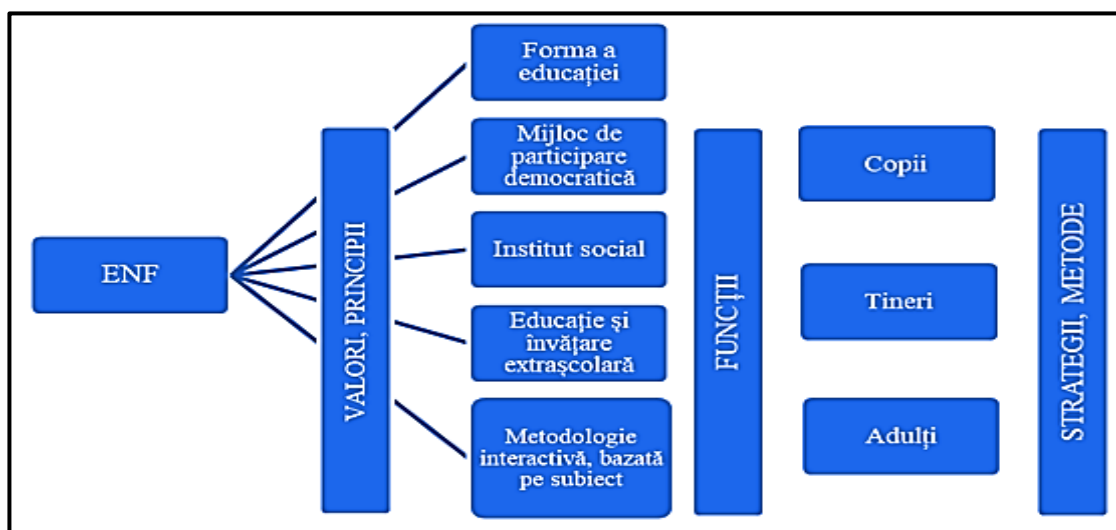 ENF
VALORI, PRINCIPII
Forma a
educației
Mijloc de
participare
democratică
Institut social
Educație și
învățare
extrașcolară
Metodologie
interactivă, bazată
pe subiect
FUNCȚII
Copii
Tineri
Adulți
STRATEGII, METODE